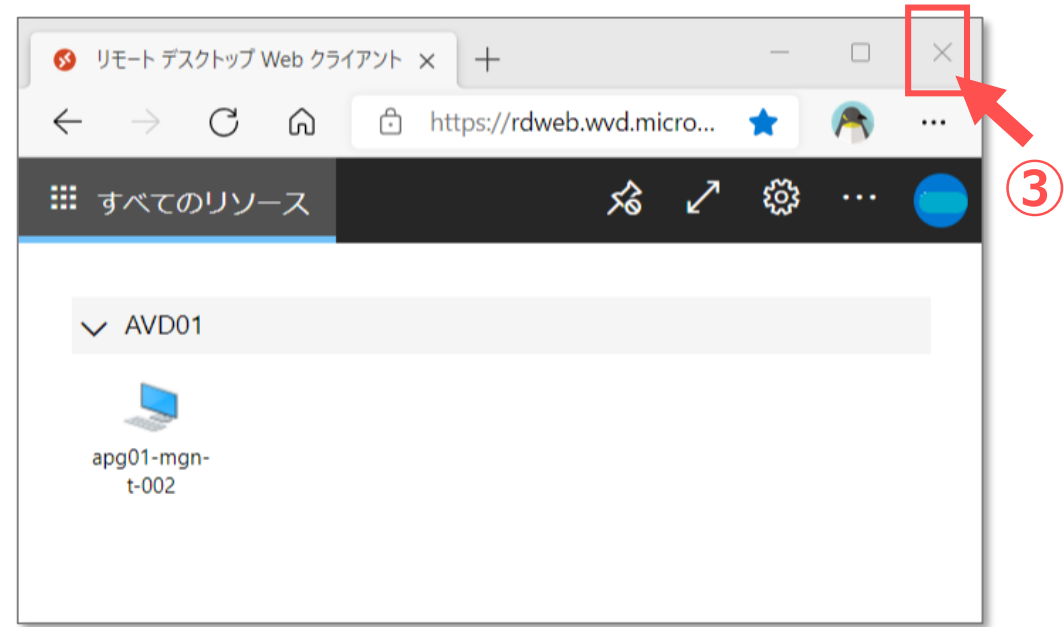 リモート デスクトップ Web クライアント
https://rdweb.wvd.micro...
すべてのリソース
③
AVD01
apg01-mgn-
t-002